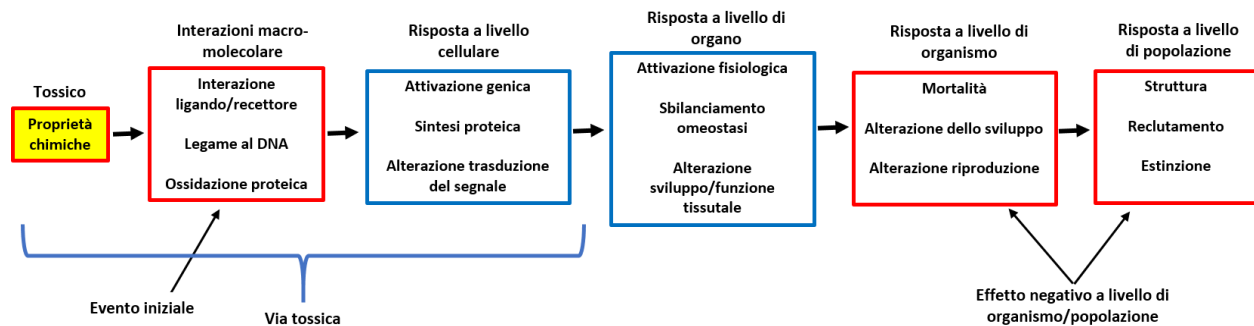 Tossico
Proprietà
chimiche
Interazioni macro-
molecolare
Interazione
ligando/recettore
Legame al DNA
Ossidazione proteica
Risposta a livello
cellulare
Attivazione genica
Sintesi proteica
Alterazione trasduzione
del segnale
Risposta a livello di
organo
Attivazione fisiologica
Sbilanciamento
omeostasi
Alterazione
sviluppo/funzione
tissutale
Risposta a livello di
organismo
Mortalità
Alterazione dello sviluppo
Alterazione riproduzione
Risposta a livello
di popolazione
Struttura
Reclutamento
Estinzione
Evento iniziale
Via tossica
Effetto negativo a livello di
organismo/popolazione